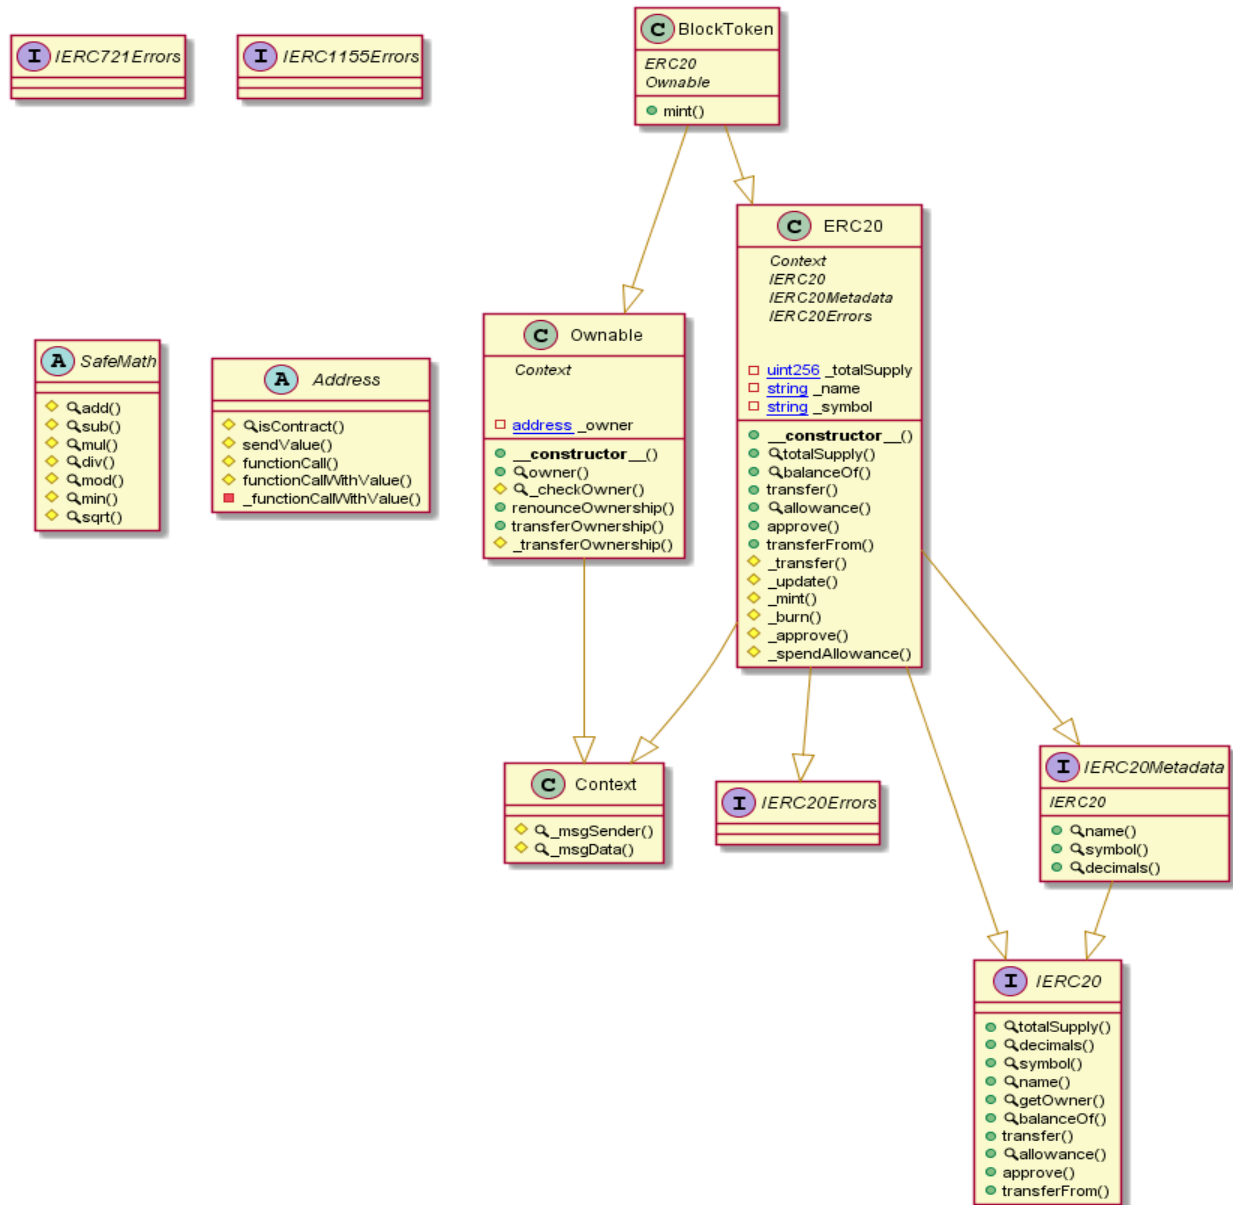 I IERC721Errors
I IERC1155Errors
C BlockToken
ERC20
Ownable
mint()
C ERC20
Context
IERC20
IERC20Metadata
IERC20Errors
uint256 _totalSupply
string _name
string _symbol
__constructor__()
totalSupply()
balanceOf()
transfer()
allowance()
approve()
transferFrom()
_transfer()
_update()
_mint()
_burn()
_approve()
_spendAllowance()
C Ownable
Context
address _owner
__constructor__()
owner()
_checkOwner()
renounceOwnership()
transferOwnership()
_transferOwnership()
A SafeMath
add()
sub()
mul()
div()
mod()
min()
sqrt()
A Address
isContract()
sendValue()
functionCall()
functionCallWithValue()
_functionCallWithValue()
C Context
_msgSender()
_msgData()
I IERC20Errors
I IERC20Metadata
IERC20
name()
symbol()
decimals()
I IERC20
totalSupply()
decimals()
symbol()
name()
getOwner()
balanceOf()
transfer()
allowance()
approve()
transferFrom()